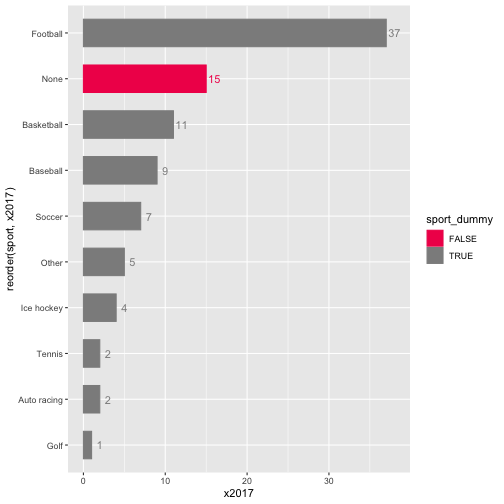 Football 37
None 15
Basketball 11
Baseball 9
Soccer 7
Other 5
Ice hockey 4
Tennis 2
Auto racing 2
Golf 1
0 10 20 30
x2017
reorder(sport, x2017)
sport_dummy
FALSE
TRUE